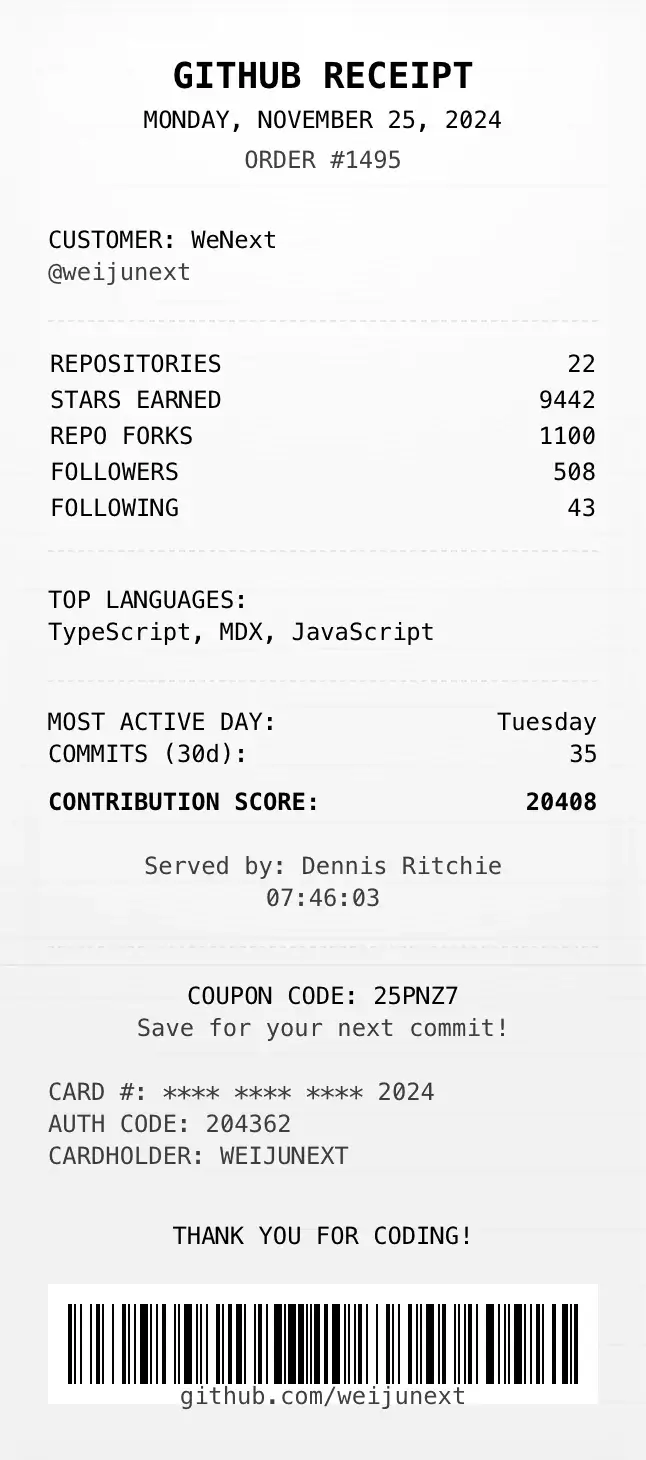 GITHUB RECEIPT
MONDAY, NOVEMBER 25, 2024
ORDER #1495
CUSTOMER: WeNext
@weijunext
REPOSITORIES 22
STARS EARNED 9442
REPO FORKS 1100
FOLLOWERS 508
FOLLOWING 43
TOP LANGUAGES:
TypeScript, MDX, JavaScript
MOST ACTIVE DAY: Tuesday
COMMITS (30d): 35
CONTRIBUTION SCORE: 20408
Served by: Dennis Ritchie
07:46:03
COUPON CODE: 25PNZ7
Save for your next commit!
CARD #: **** **** **** 2024
AUTH CODE: 204362
CARDHOLDER: WEIJUNEXT
THANK YOU FOR CODING!
github.com/weijunext